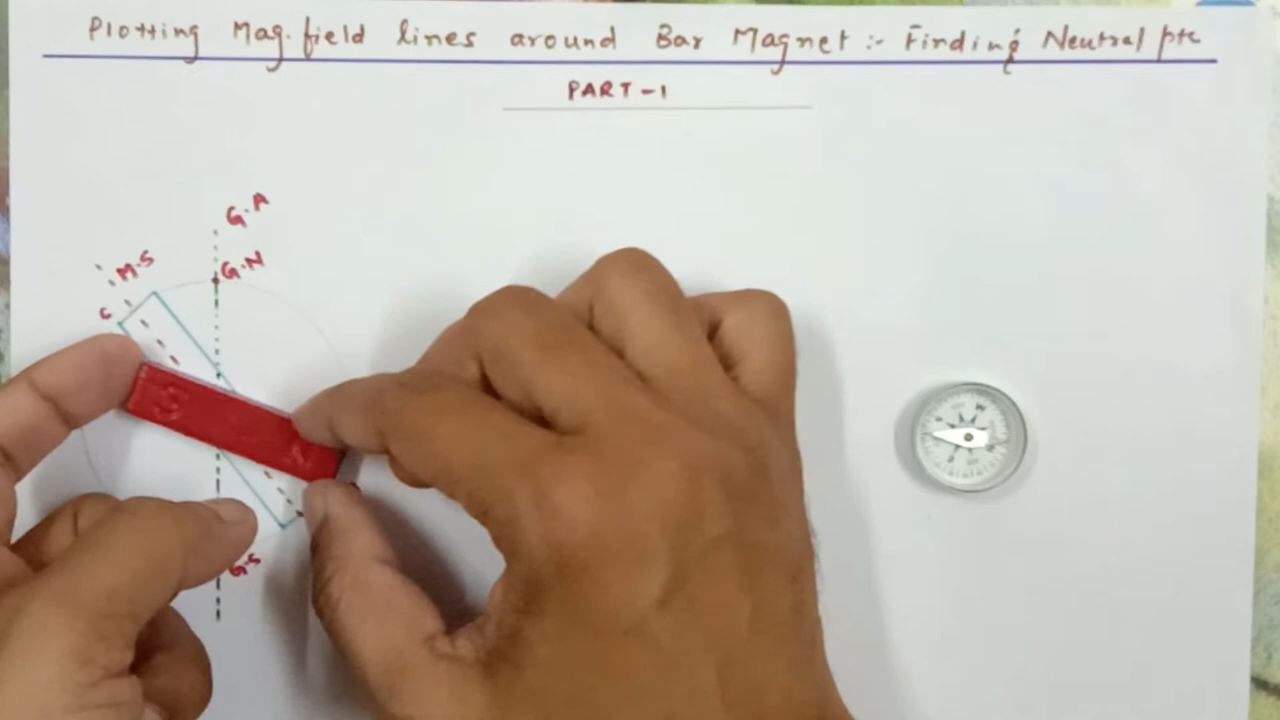 Plotting Mag. field lines around Bar Magnet :- Finding Neutral pts
PART-1
G.A
G.N
M.S
S
N
G.S